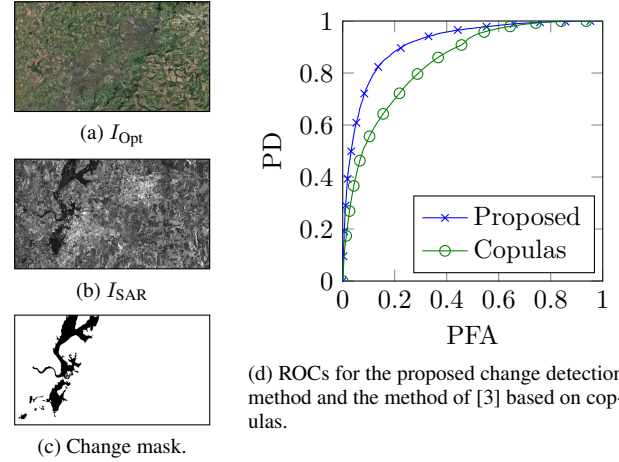 (a) I_Opt
(b) I_SAR
(c) Change mask.
1
0.8
0.6
0.4
0.2
0
PD
0 0.2 0.4 0.6 0.8 1
PFA
Proposed
Copulas
(d) ROCs for the proposed change detection
method and the method of [3] based on cop-
ulas.